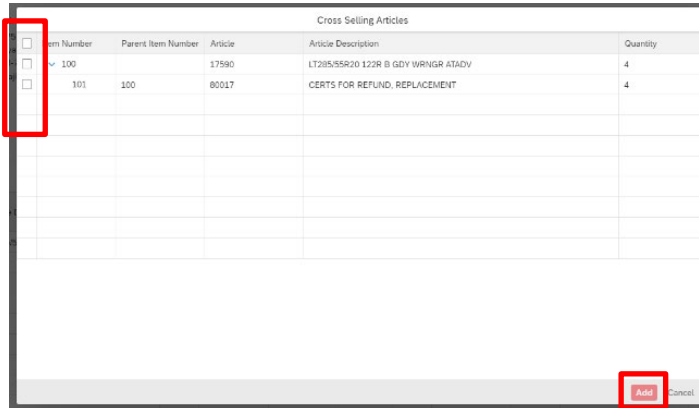 Cross Selling Articles
em Number Parent Item Number Article Article Description Quantity
100 17590 LT285/55R20 122R B GDY WRNGR ATADV 4
101 100 80017 CERTS FOR REFUND, REPLACEMENT 4
Add Cancel